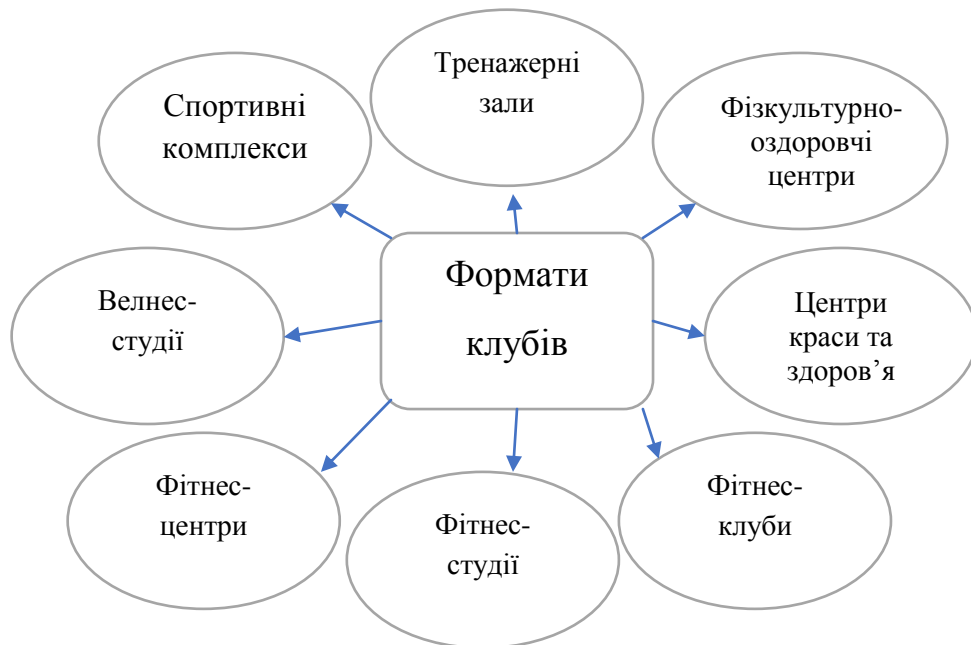 Тренажерні
зали
Спортивні
комплекси
Фізкультурно-
оздоровчі
центри
Формати
клубів
Велнес-
студії
Центри
краси та
здоров’я
Фітнес-
центри
Фітнес-
студії
Фітнес-
клуби